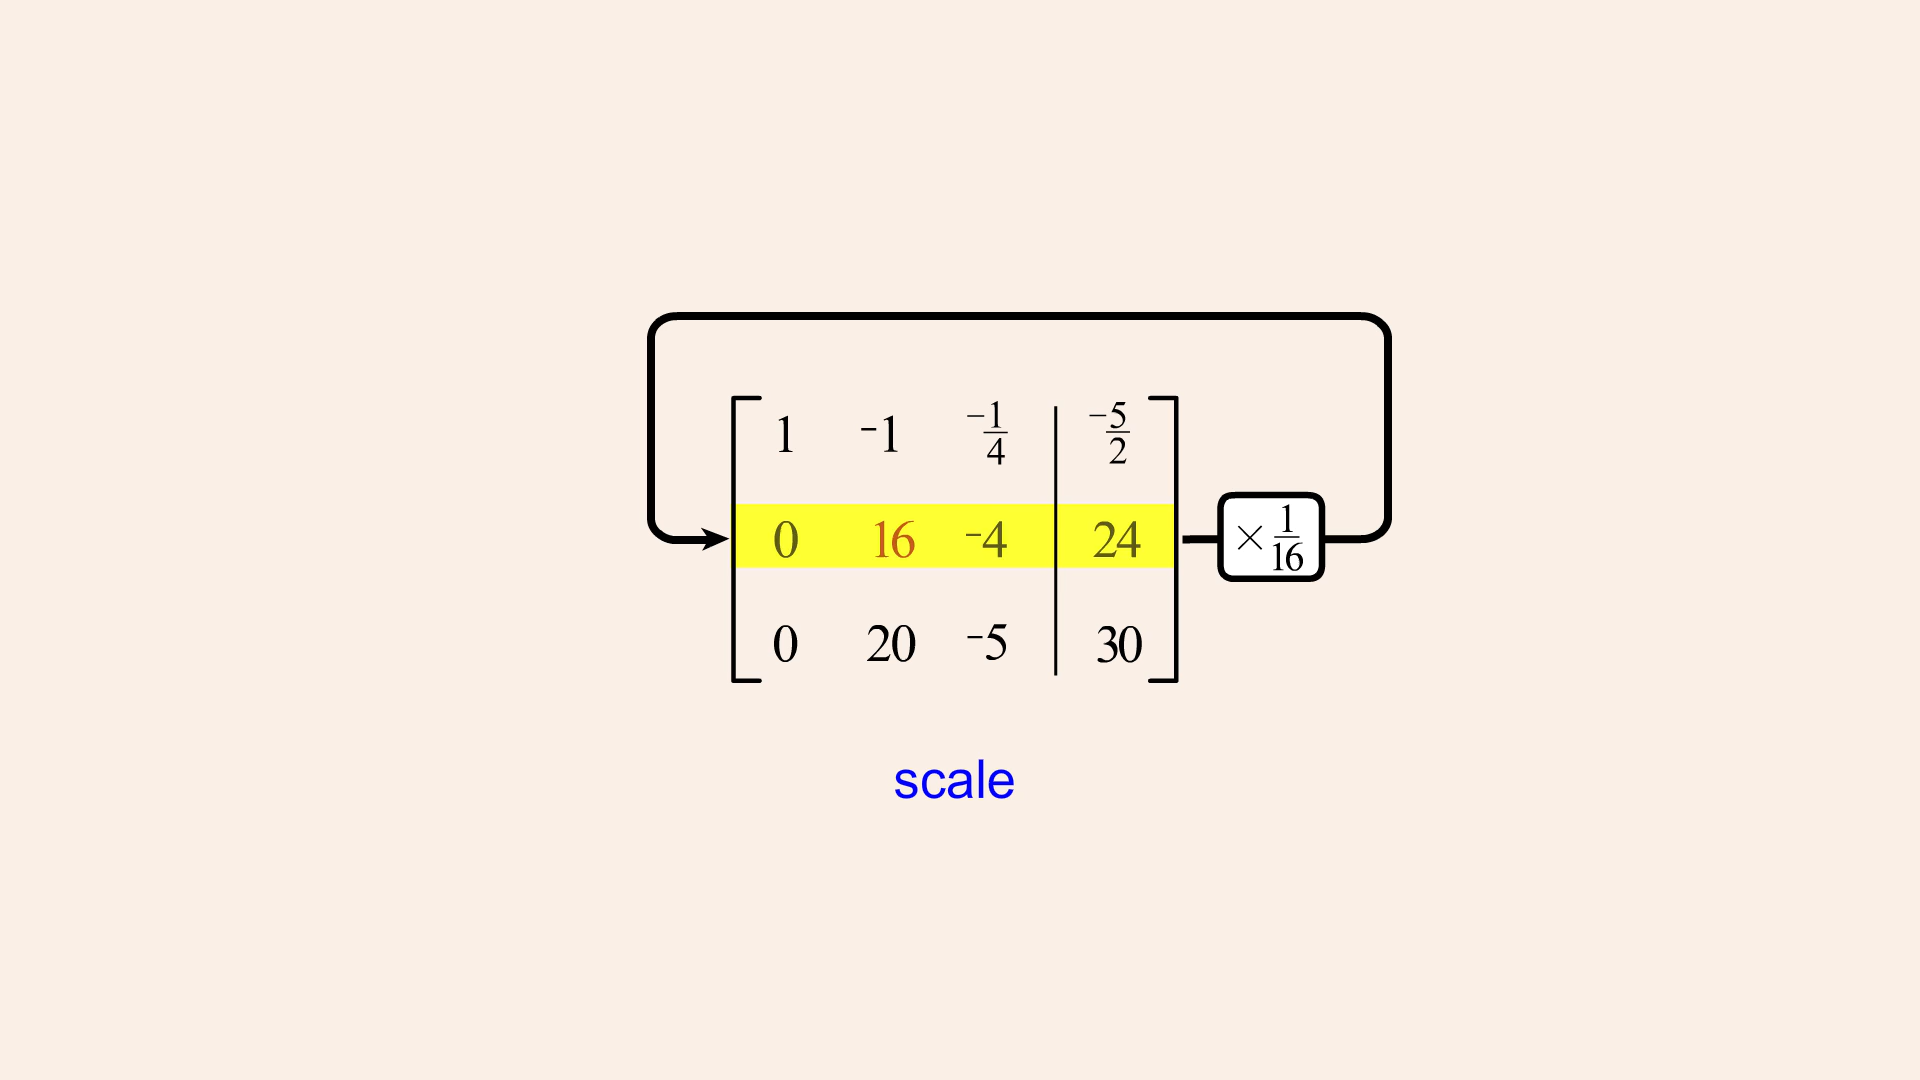 1 -1 -1/4 | -5/2
0 16 -4 | 24 × 1/16
0 20 -5 | 30
scale